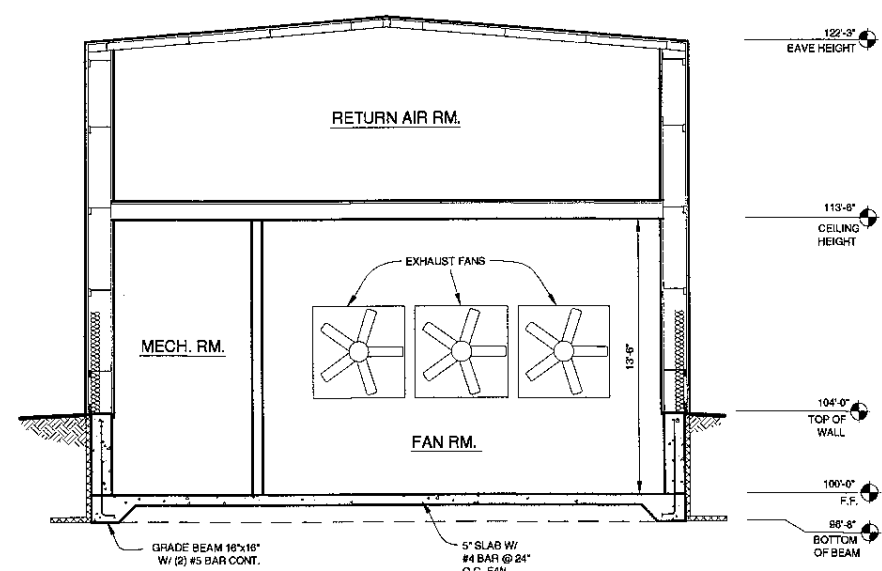 122'-3"
EAVE HEIGHT
RETURN AIR RM.
113'-6"
CEILING
HEIGHT
EXHAUST FANS
MECH. RM.
13'-6"
104'-0"
TOP OF
WALL
FAN RM.
100'-0"
F.F.
98'-8"
BOTTOM
OF BEAM
GRADE BEAM 16"x16"
W/ (2) #5 BAR CONT.
5" SLAB W/
#4 BAR @ 24"
O.C.